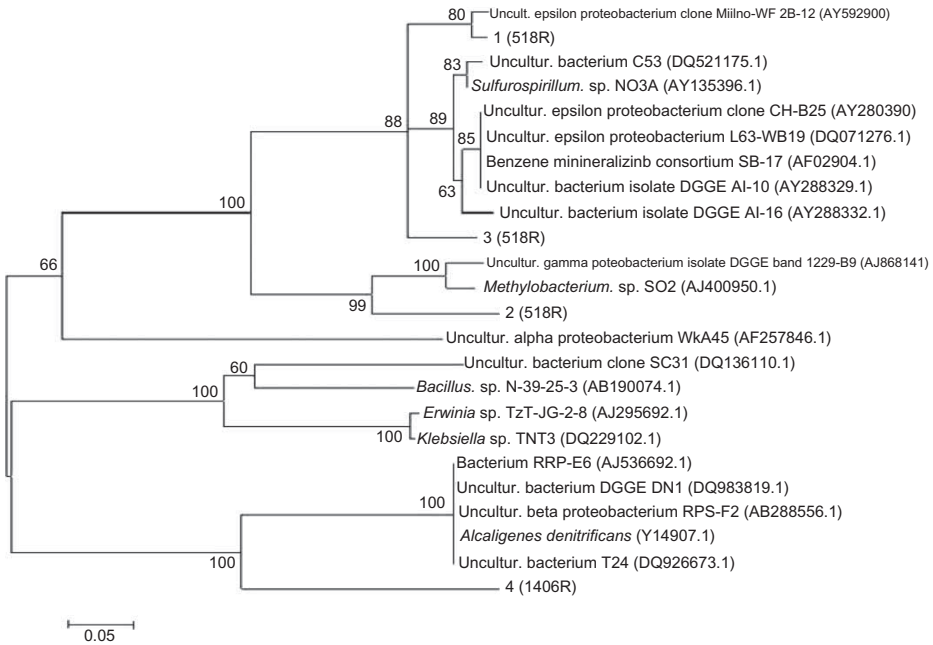 80 Uncult. epsilon proteobacterium clone Miilno-WF 2B-12 (AY592900)
1 (518R)
83 Uncultur. bacterium C53 (DQ521175.1)
Sulfurospirillum. sp. NO3A (AY135396.1)
Uncultur. epsilon proteobacterium clone CH-B25 (AY280390)
88 89
85 Uncultur. epsilon proteobacterium L63-WB19 (DQ071276.1)
Benzene minineralizinb consortium SB-17 (AF02904.1)
63 Uncultur. bacterium isolate DGGE AI-10 (AY288329.1)
100 Uncultur. bacterium isolate DGGE AI-16 (AY288332.1)
3 (518R)
66 100 Uncultur. gamma poteobacterium isolate DGGE band 1229-B9 (AJ868141)
Methylobacterium. sp. SO2 (AJ400950.1)
99 2 (518R)
Uncultur. alpha proteobacterium WkA45 (AF257846.1)
60 Uncultur. bacterium clone SC31 (DQ136110.1)
100 Bacillus. sp. N-39-25-3 (AB190074.1)
Erwinia sp. TzT-JG-2-8 (AJ295692.1)
100 Klebsiella sp. TNT3 (DQ229102.1)
Bacterium RRP-E6 (AJ536692.1)
Uncultur. bacterium DGGE DN1 (DQ983819.1)
100 Uncultur. beta proteobacterium RPS-F2 (AB288556.1)
Alcaligenes denitrificans (Y14907.1)
100 Uncultur. bacterium T24 (DQ926673.1)
4 (1406R)
0.05